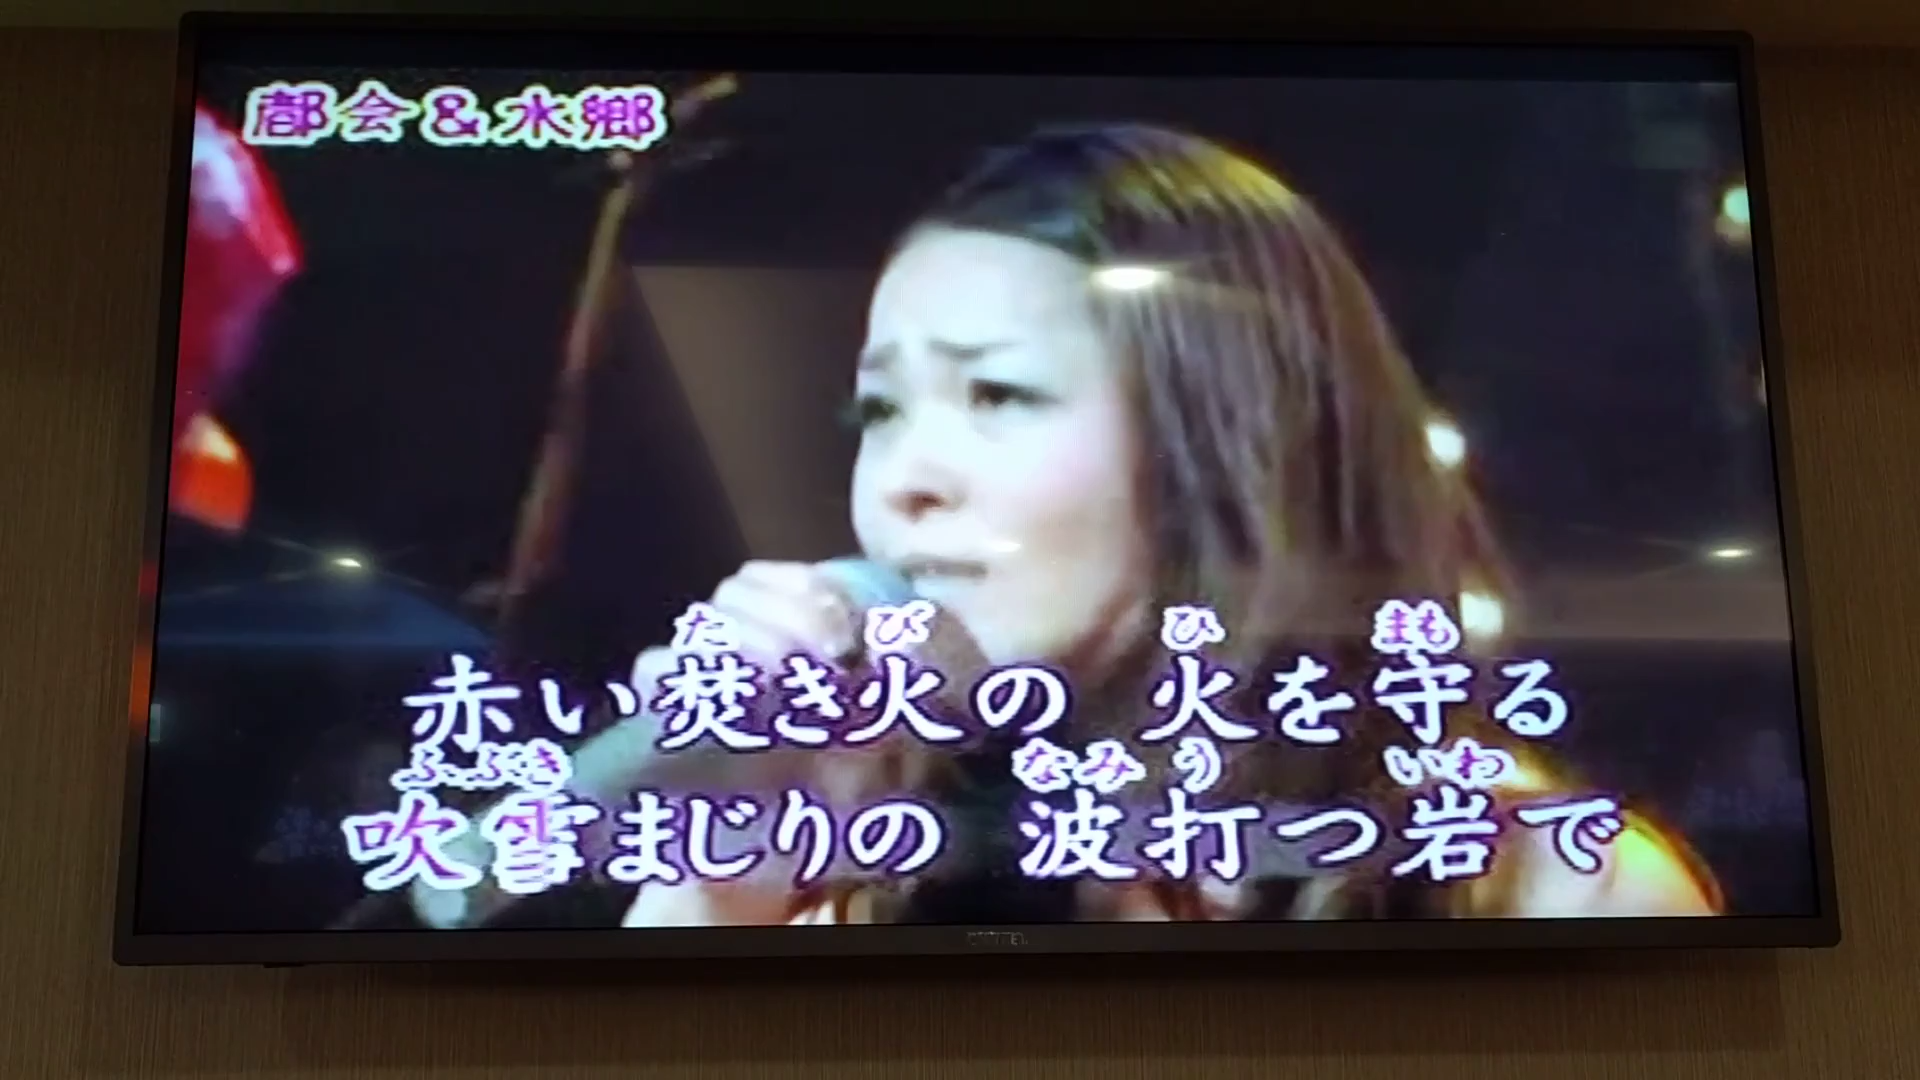 都会&水郷
た び ひ まも
赤い焚き火の 火を守る
ふぶき なみ う いわ
吹雪まじりの 波打つ岩で